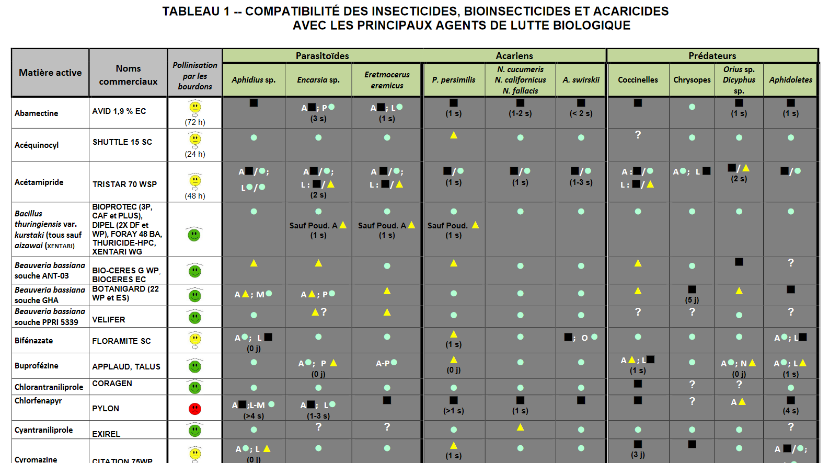 TABLEAU 1 -- COMPATIBILITÉ DES INSECTICIDES, BIOINSECTICIDES ET ACARICIDES
AVEC LES PRINCIPAUX AGENTS DE LUTTE BIOLOGIQUE
Matière active
Noms
commerciaux
Pollinisation
par les
bourdons
Parasitoïdes
Acariens
Prédateurs
Aphidius sp.
Encarsia sp.
Eretmocerus
eremicus
P. persimilis
N. cucumeris
N. californicus
N. fallacis
A. swirskii
Coccinelles
Chrysopes
Orius sp.
Dicyphus
sp.
Aphidoletes
Abamectine
AVID 1,9 % EC
(72 h)
A ■; P●
(3 s)
A ■; L●
(1 s)
(1 s)
(1-2 s)
(< 2 s)
(1 s)
(1 s)
Acéquinocyl
SHUTTLE 15 SC
(24 h)
?
Acétamipride
TRISTAR 70 WSP
(48 h)
A ■/●;
L●/●
A ■/●;
L: ■/▲
(2 s)
A ■/●;
L: ■/▲
■/●
(1 s)
■/●
(1 s)
■/●
(1-3 s)
A: ■/●;
L: ■/▲
A●; L■
■/▲
(2 s)
■/●
Bacillus
thuringiensis var.
kurstaki (tous sauf
aizawai (XENTARI)
BIOPROTEC (3P,
CAF et PLUS),
DIPEL (2X DF et
WP), FORAY 48 BA,
THURICIDE-HPC,
XENTARI WG
Sauf Poud. A ▲
(1 s)
Sauf Poud. A ▲
(1 s)
Sauf Poud. ▲
(1 s)
Beauveria bassiana
souche ANT-03
BIO-CERES G WP,
BIOCERES EC
?
Beauveria bassiana
souche GHA
BOTANIGARD (22
WP et ES)
A▲; M●
A▲; P●
(5 j)
Beauveria bassiana
souche PPRI 5339
VELIFER
▲?
? ? ? ?
Bifénazate
FLORAMITE SC
A●; L■
(0 j)
(1 s)
■; O●
A●; L■
Buprofézine
APPLAUD, TALUS
A●; P▲
(0 j)
A-P●
(0 j)
A▲; L■
(1 s)
A●; N▲
(0 j)
A●; L▲
(1 s)
Chlorantraniliprole
CORAGEN
? ?
Chlorfenapyr
PYLON
A■;L-M●
(>4 s)
A■; L●
(1-3 s)
(>1 s)
(1 s)
?
A▲
(4 s)
Cyantraniliprole
EXIREL
? ? ?
Cyromazine
CITATION 75WP
A●; L▲
(0 j)
(1 s)
(3 j)
A■/●;